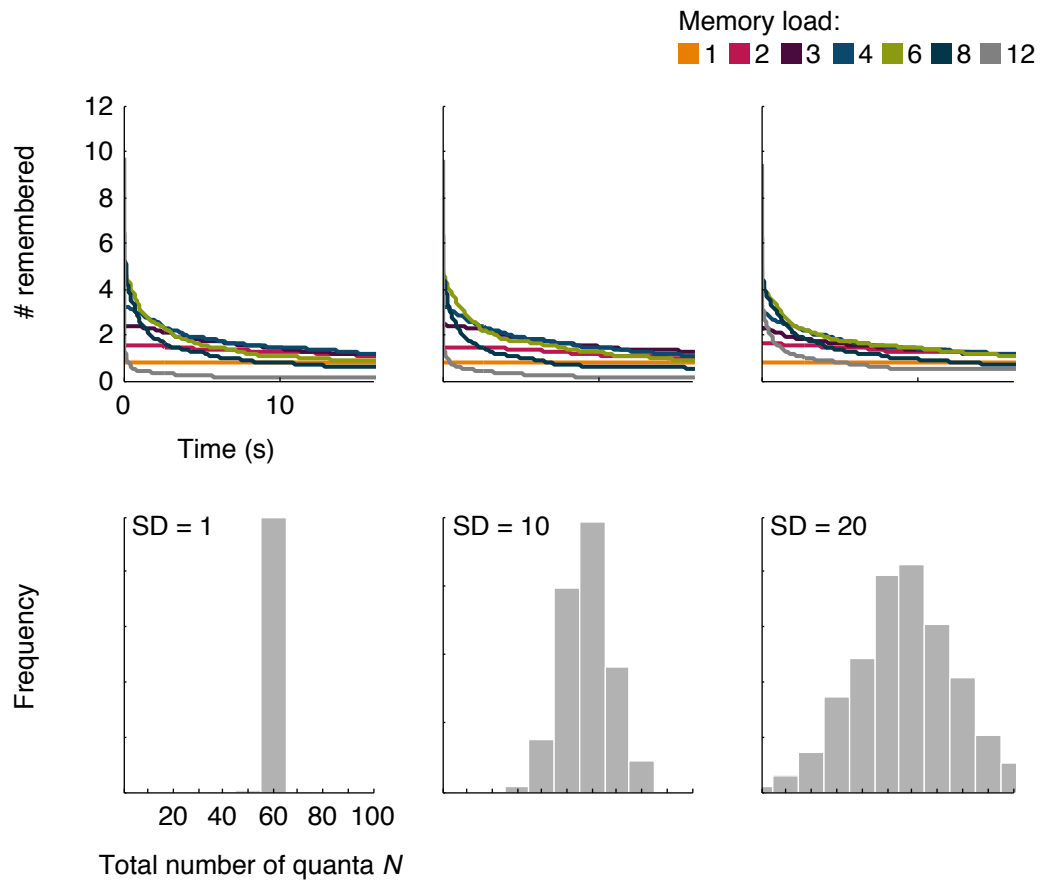 Memory load:
1 2 3 4 6 8 12
12
10
8
6
4
2
0
# remembered
0 10
Time (s)
SD = 1 SD = 10 SD = 20
Frequency
20 40 60 80 100
Total number of quanta N